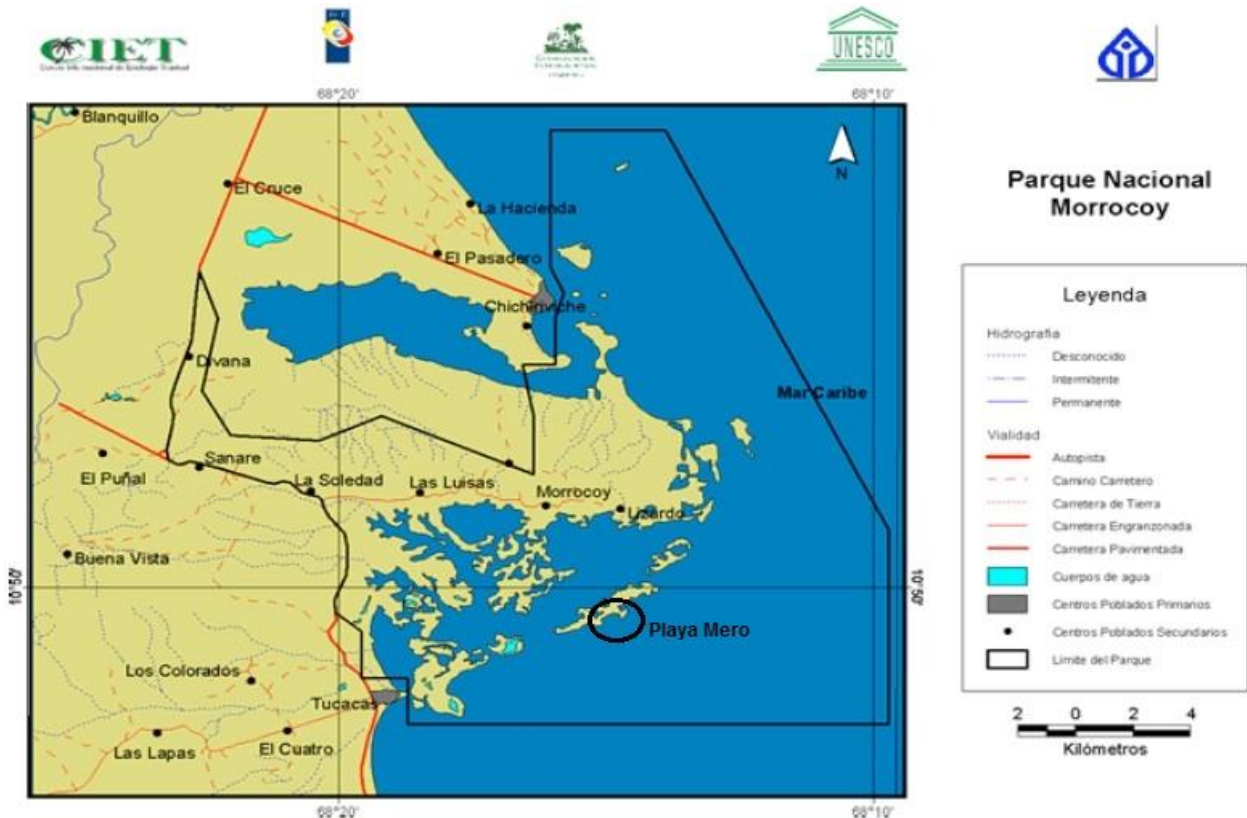 CIET
UNESCO
68°20'
68°10'
Parque Nacional
Morrocoy
Blanquillo
El Cruce
N
La Hacienda
El Pasadero
Chichiriviche
Divana
Mar Caribe
El Puñal
Sanare
La Soledad
Las Luisas
Morrocoy
Lizardo
Buena Vista
10°50'
10°50'
Playa Mero
Los Colorados
Tucacas
Las Lapas
El Cuatro
68°20'
68°10'
Leyenda
Hidrografia
Desconocido
Intermitente
Permanente
Vialidad
Autopista
Camino Carretero
Carretera de Tierra
Carretera Engranzonada
Carretera Pavimentada
Cuerpos de agua
Centros Poblados Primarios
Centros Poblados Secundarios
Limite del Parque
2 0 2 4
Kilómetros